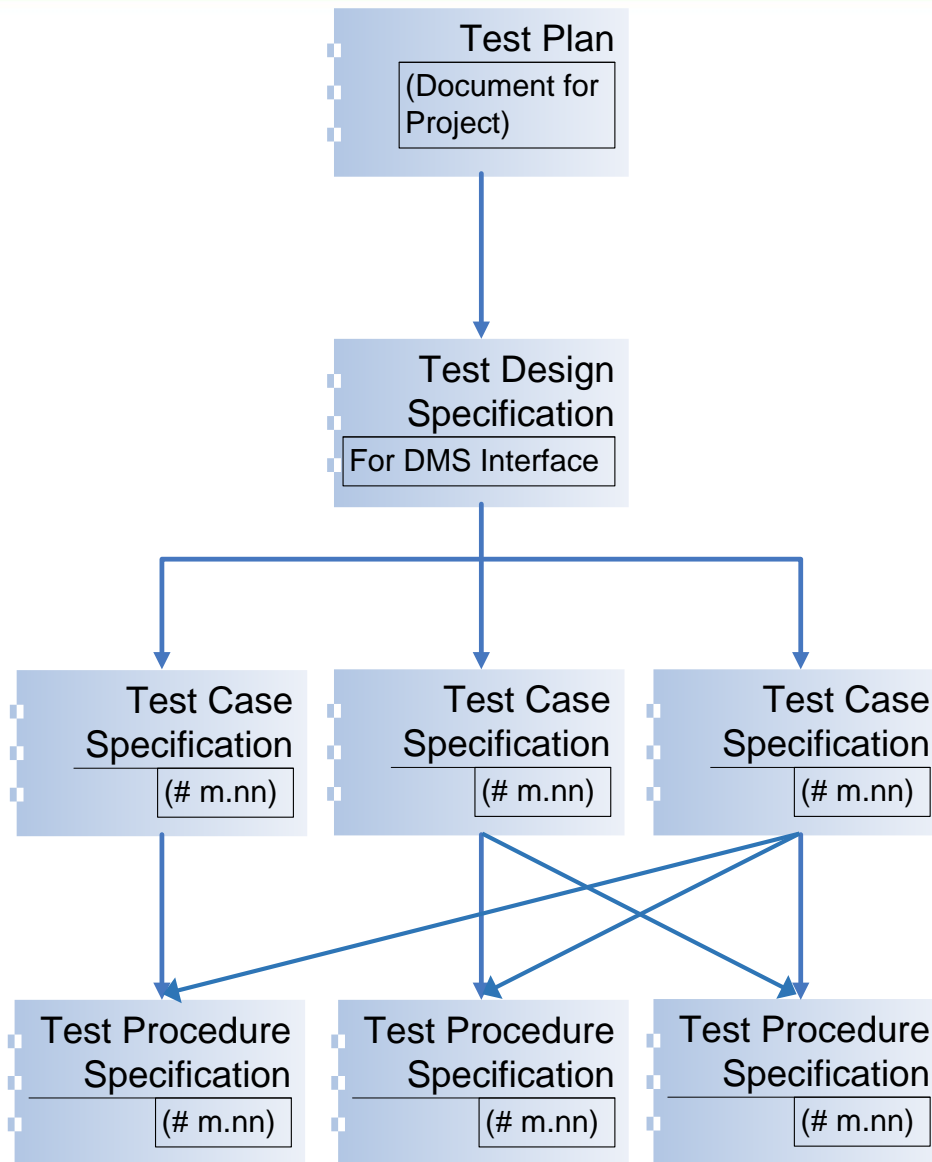 Test Plan
(Document for
Project)
Test Design
Specification
For DMS Interface
Test Case
Specification
(# m.nn)
Test Case
Specification
(# m.nn)
Test Case
Specification
(# m.nn)
Test Procedure
Specification
(# m.nn)
Test Procedure
Specification
(# m.nn)
Test Procedure
Specification
(# m.nn)